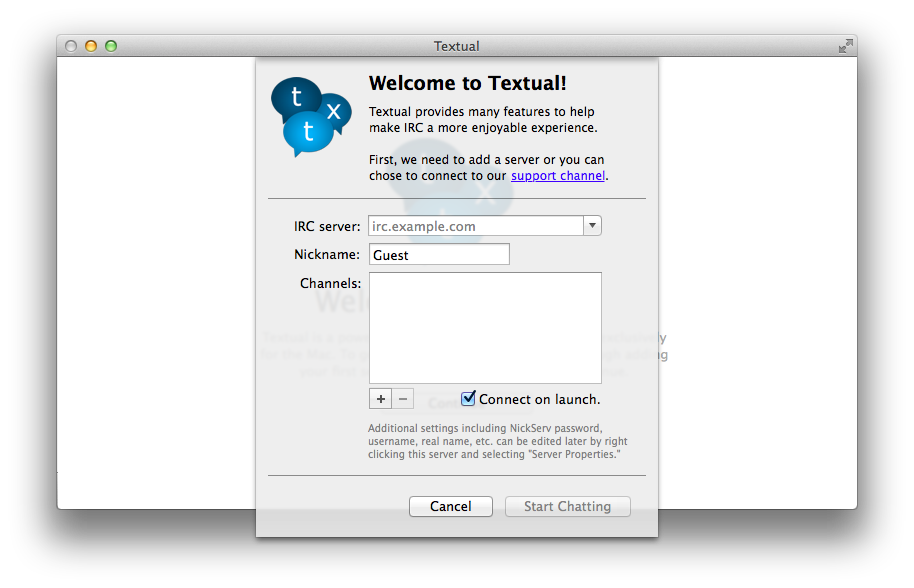 Textual
t
x
t
Welcome to Textual!
Textual provides many features to help
make IRC a more enjoyable experience.
First, we need to add a server or you can
chose to connect to our support channel.
IRC server: irc.example.com
Nickname: Guest
Channels:
+ − Connect on launch.
Additional settings including NickServ password,
username, real name, etc. can be edited later by right
clicking this server and selecting "Server Properties."
Cancel Start Chatting